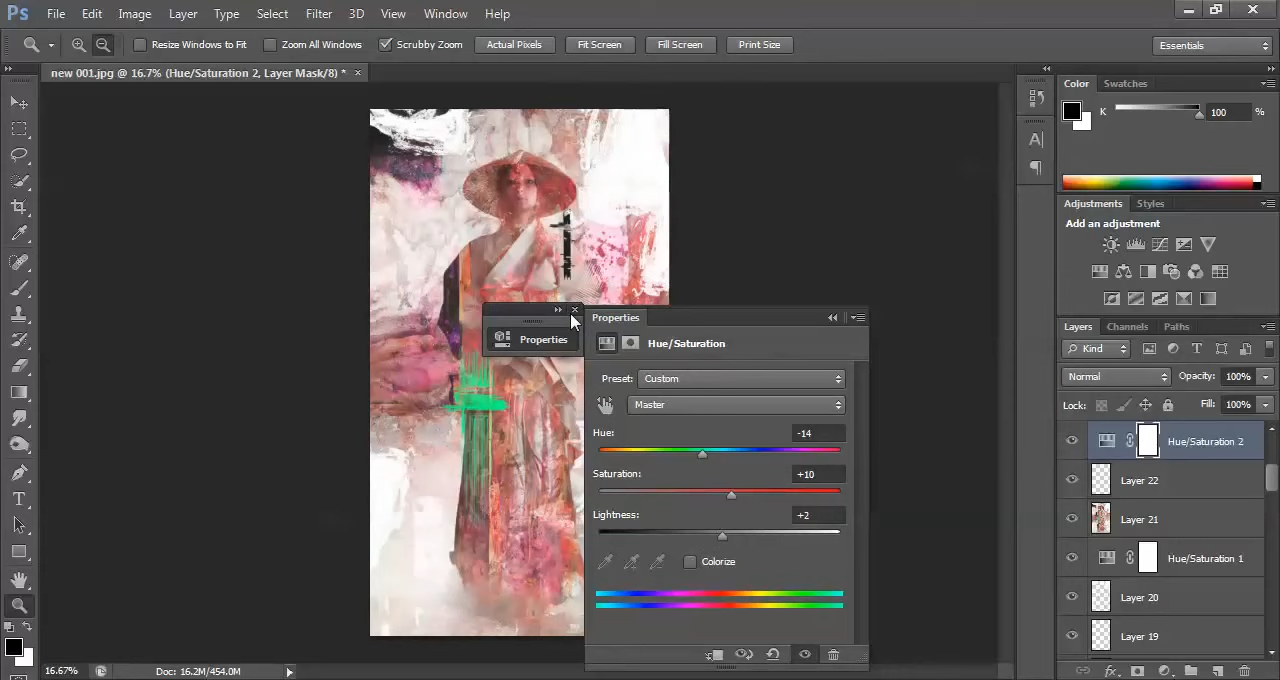 Ps File Edit Image Layer Type Select Filter 3D View Window Help
Resize Windows to Fit Zoom All Windows Scrubby Zoom Actual Pixels Fit Screen Fill Screen Print Size Essentials
new 001.jpg @ 16.7% (Hue/Saturation 2, Layer Mask/8) * ×
Color Swatches
K 100 %
Adjustments Styles
Add an adjustment
Properties
Properties
Hue/Saturation
Preset: Custom
Master
Hue: -14
Saturation: +10
Lightness: +2
Colorize
Layers Channels Paths
Kind
Normal Opacity: 100%
Lock: Fill: 100%
Hue/Saturation 2
Layer 22
Layer 21
Hue/Saturation 1
Layer 20
Layer 19
16.67% Doc: 16.2M/454.0M